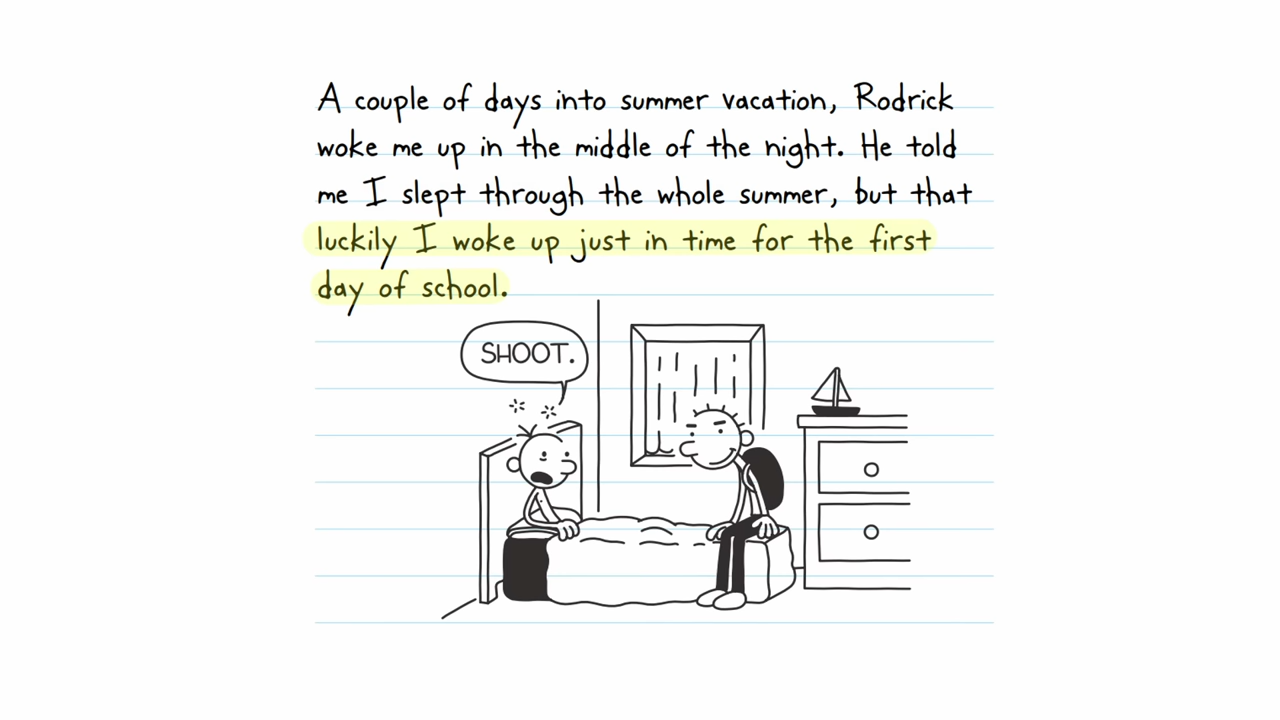 A couple of days into summer vacation, Rodrick
woke me up in the middle of the night. He told
me I slept through the whole summer, but that
luckily I woke up just in time for the first
day of school.
SHOOT.